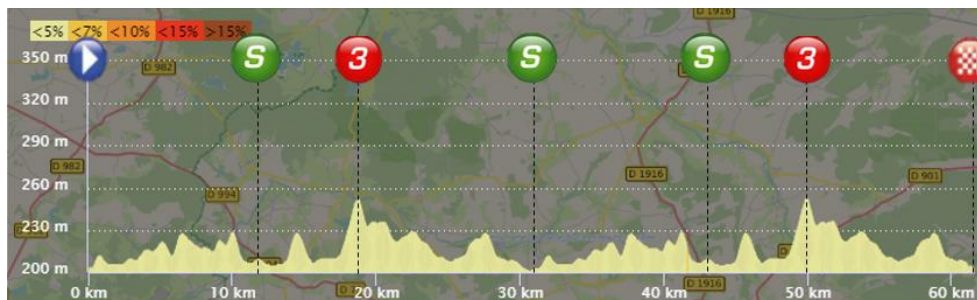 <5% <7% <10% <15% >15%
D 1916
350 m
S 3 S S 3
D 982
320 m
290 m
D 982
260 m
D 994
D 1916
D 901
230 m
200 m
D 1916
0 km 10 km 20 km 30 km 40 km 50 km 60 km